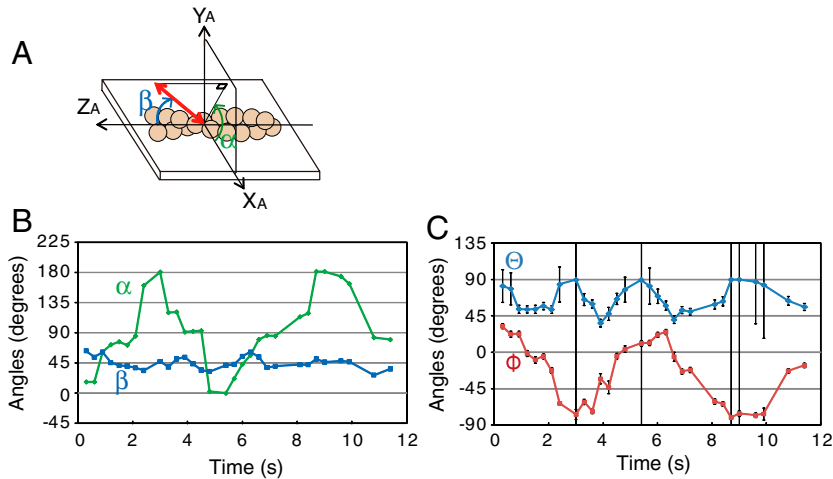 A
YA
ZA
XA
β
α
B
Angles (degrees)
225
180
135
90
45
0
-45
α
β
0 2 4 6 8 10 12
Time (s)
C
Angles (degrees)
135
90
45
0
-45
-90
Θ
Φ
0 2 4 6 8 10 12
Time (s)